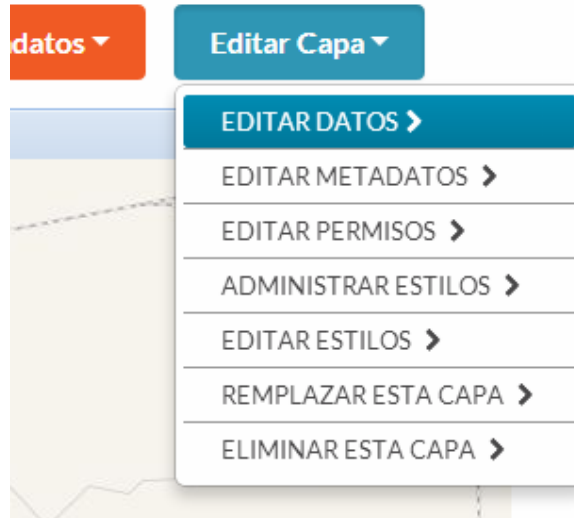 datos
Editar Capa
EDITAR DATOS
EDITAR METADATOS
EDITAR PERMISOS
ADMINISTRAR ESTILOS
EDITAR ESTILOS
REMPLAZAR ESTA CAPA
ELIMINAR ESTA CAPA